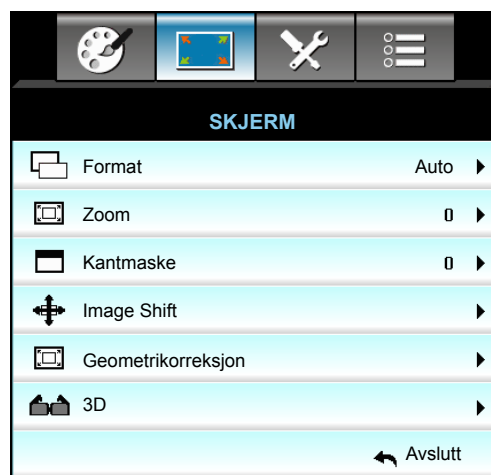 SKJERM
Format Auto
Zoom 0
Kantmaske 0
Image Shift
Geometrikorreksjon
3D
Avslutt